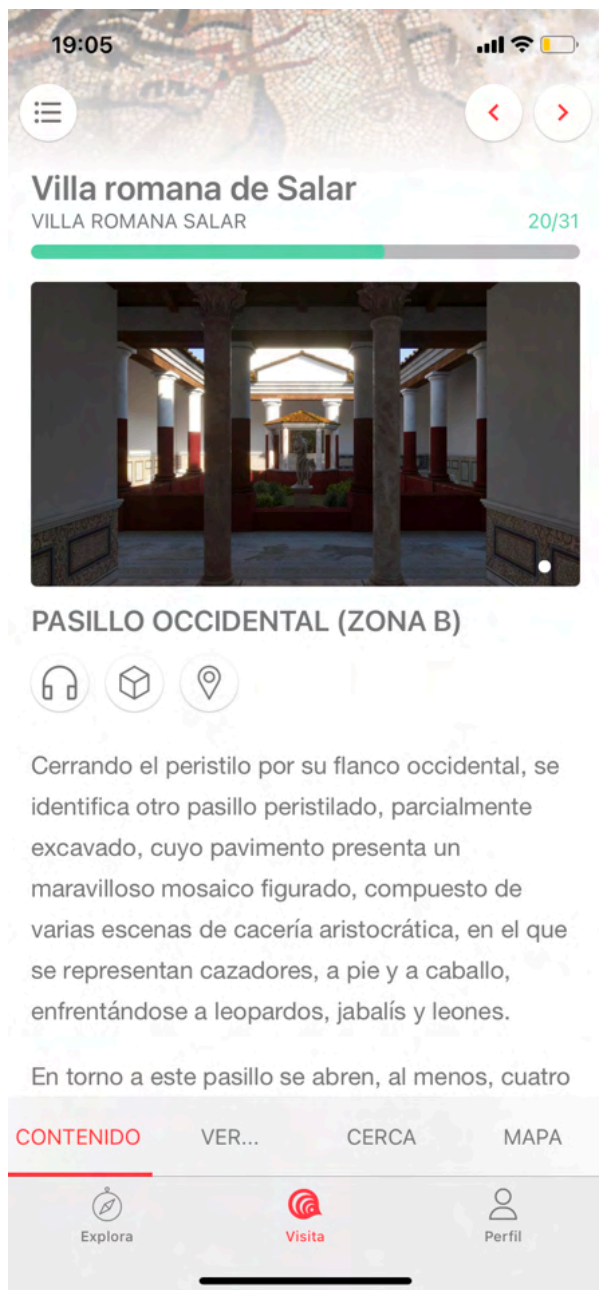 19:05
Villa romana de Salar
VILLA ROMANA SALAR
20/31
PASILLO OCCIDENTAL (ZONA B)
Cerrando el peristilo por su flanco occidental, se
identifica otro pasillo peristilado, parcialmente
excavado, cuyo pavimento presenta un
maravilloso mosaico figurado, compuesto de
varias escenas de cacería aristocrática, en el que
se representan cazadores, a pie y a caballo,
enfrentándose a leopardos, jabalís y leones.
En torno a este pasillo se abren, al menos, cuatro
CONTENIDO
VER...
CERCA
MAPA
Explora
Visita
Perfil